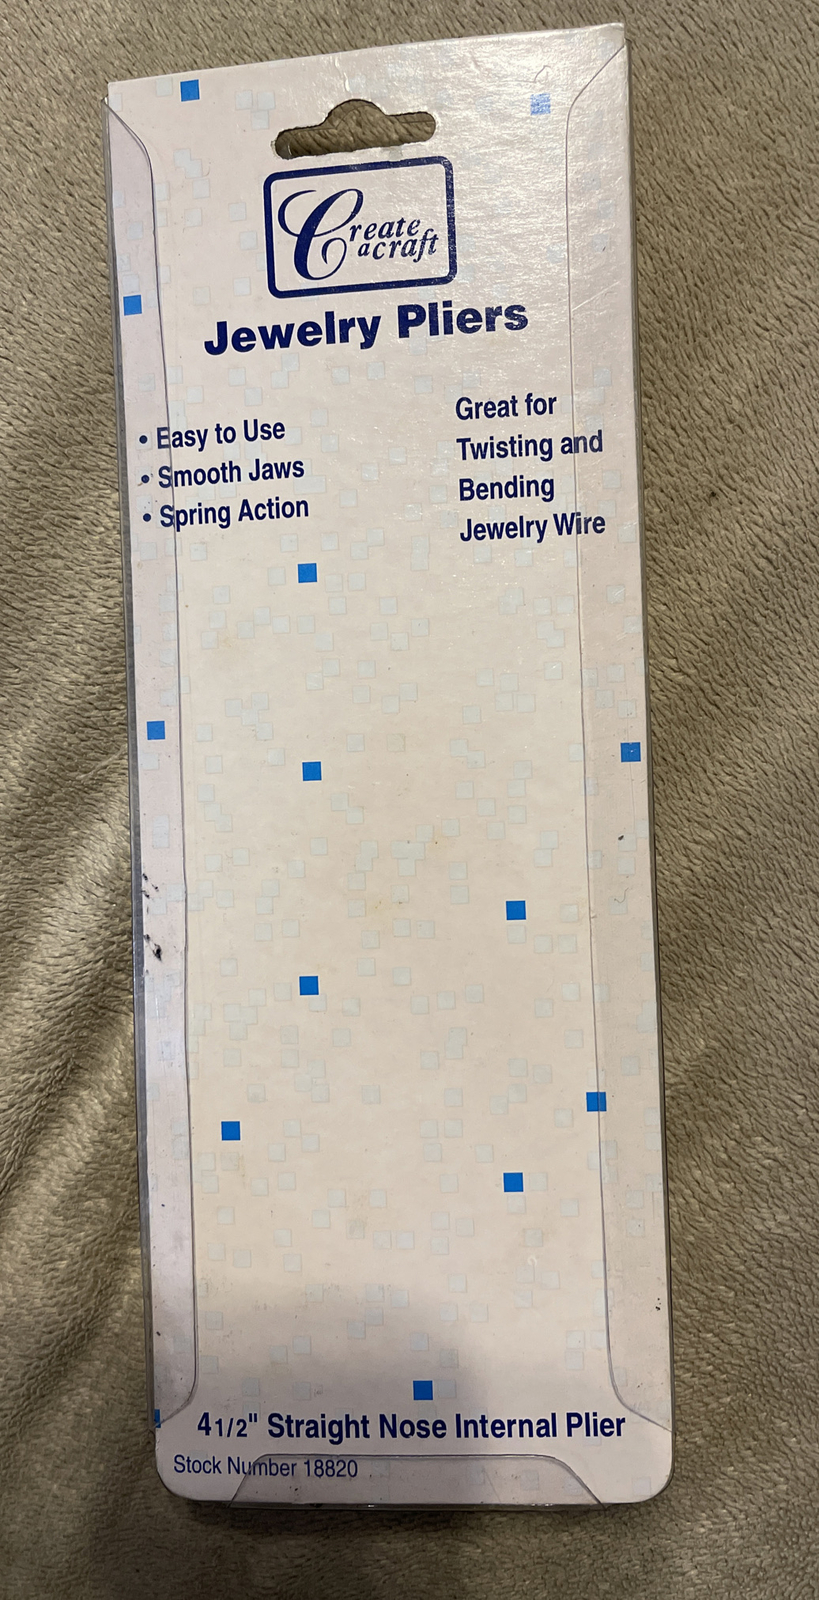 Create
a craft
Jewelry Pliers
• Easy to Use
• Smooth Jaws
• Spring Action
Great for
Twisting and
Bending
Jewelry Wire
4 1/2" Straight Nose Internal Plier
Stock Number 18820